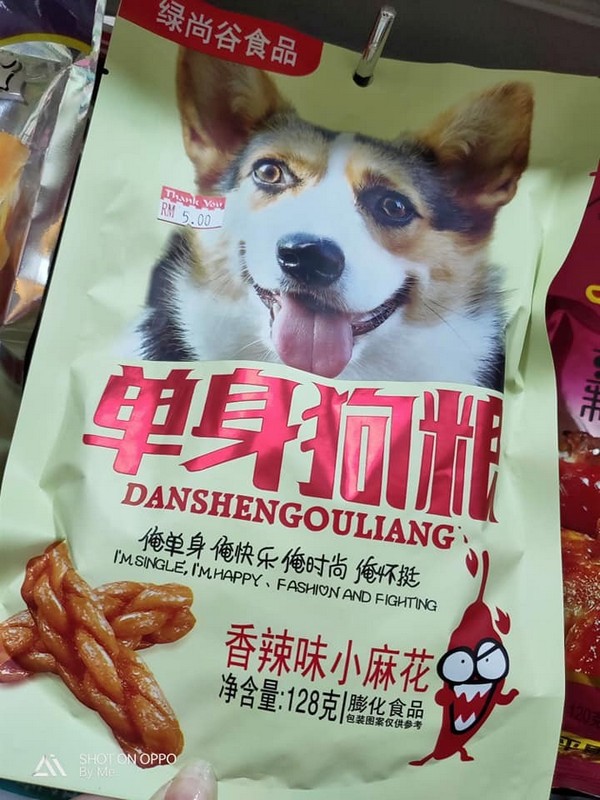 绿尚谷食品
Thank You
RM 5.00
单身狗粮
DANSHENGOULIANG
俺单身 俺快乐 俺时尚 俺怀挺
I'M SINGLE, I'M HAPPY、FASHION AND FIGHTING
香辣味小麻花
净含量:128克
膨化食品
包装图案仅供参考
SHOT ON OPPO
By Me.